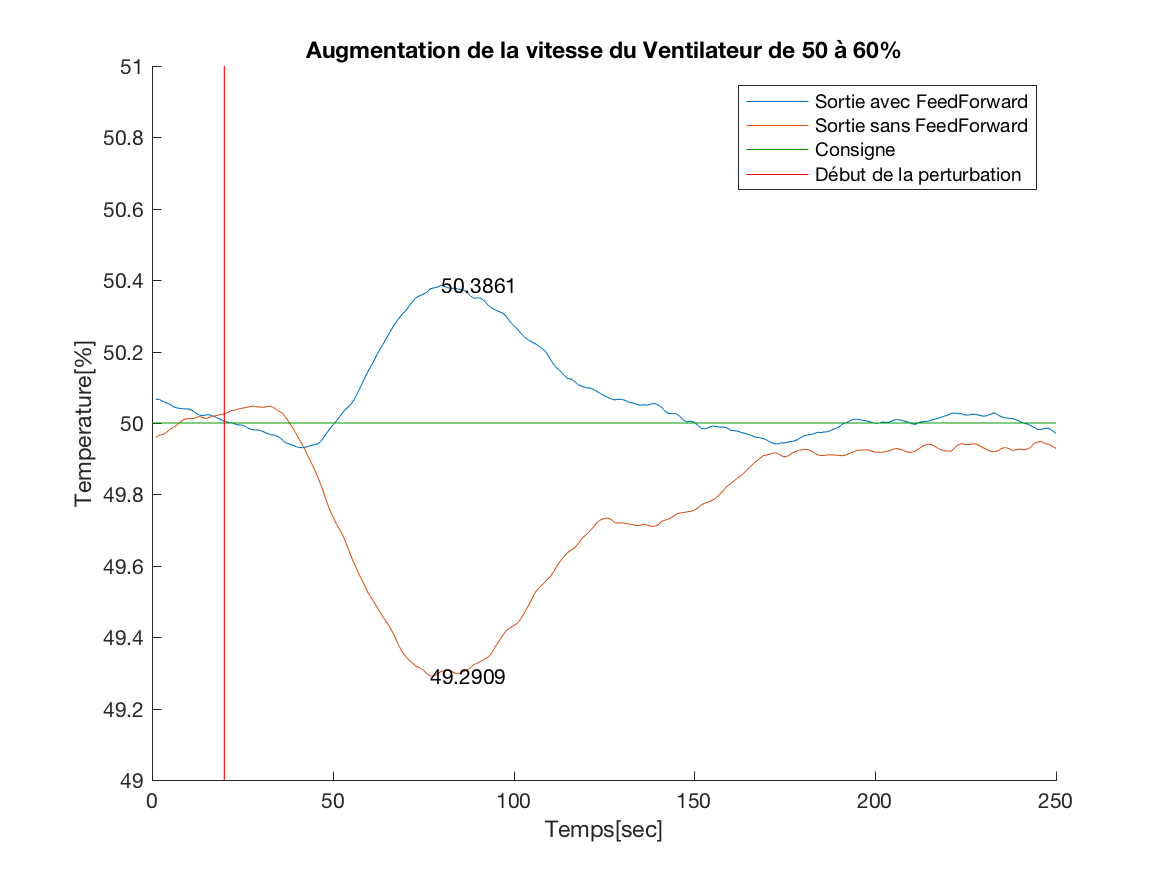 Augmentation de la vitesse du Ventilateur de 50 à 60%
51
50.8
50.6
50.4
50.2
50
49.8
49.6
49.4
49.2
49
Temperature[%]
Sortie avec FeedForward
Sortie sans FeedForward
Consigne
Début de la perturbation
50.3861
49.2909
0
50
100
150
200
250
Temps[sec]